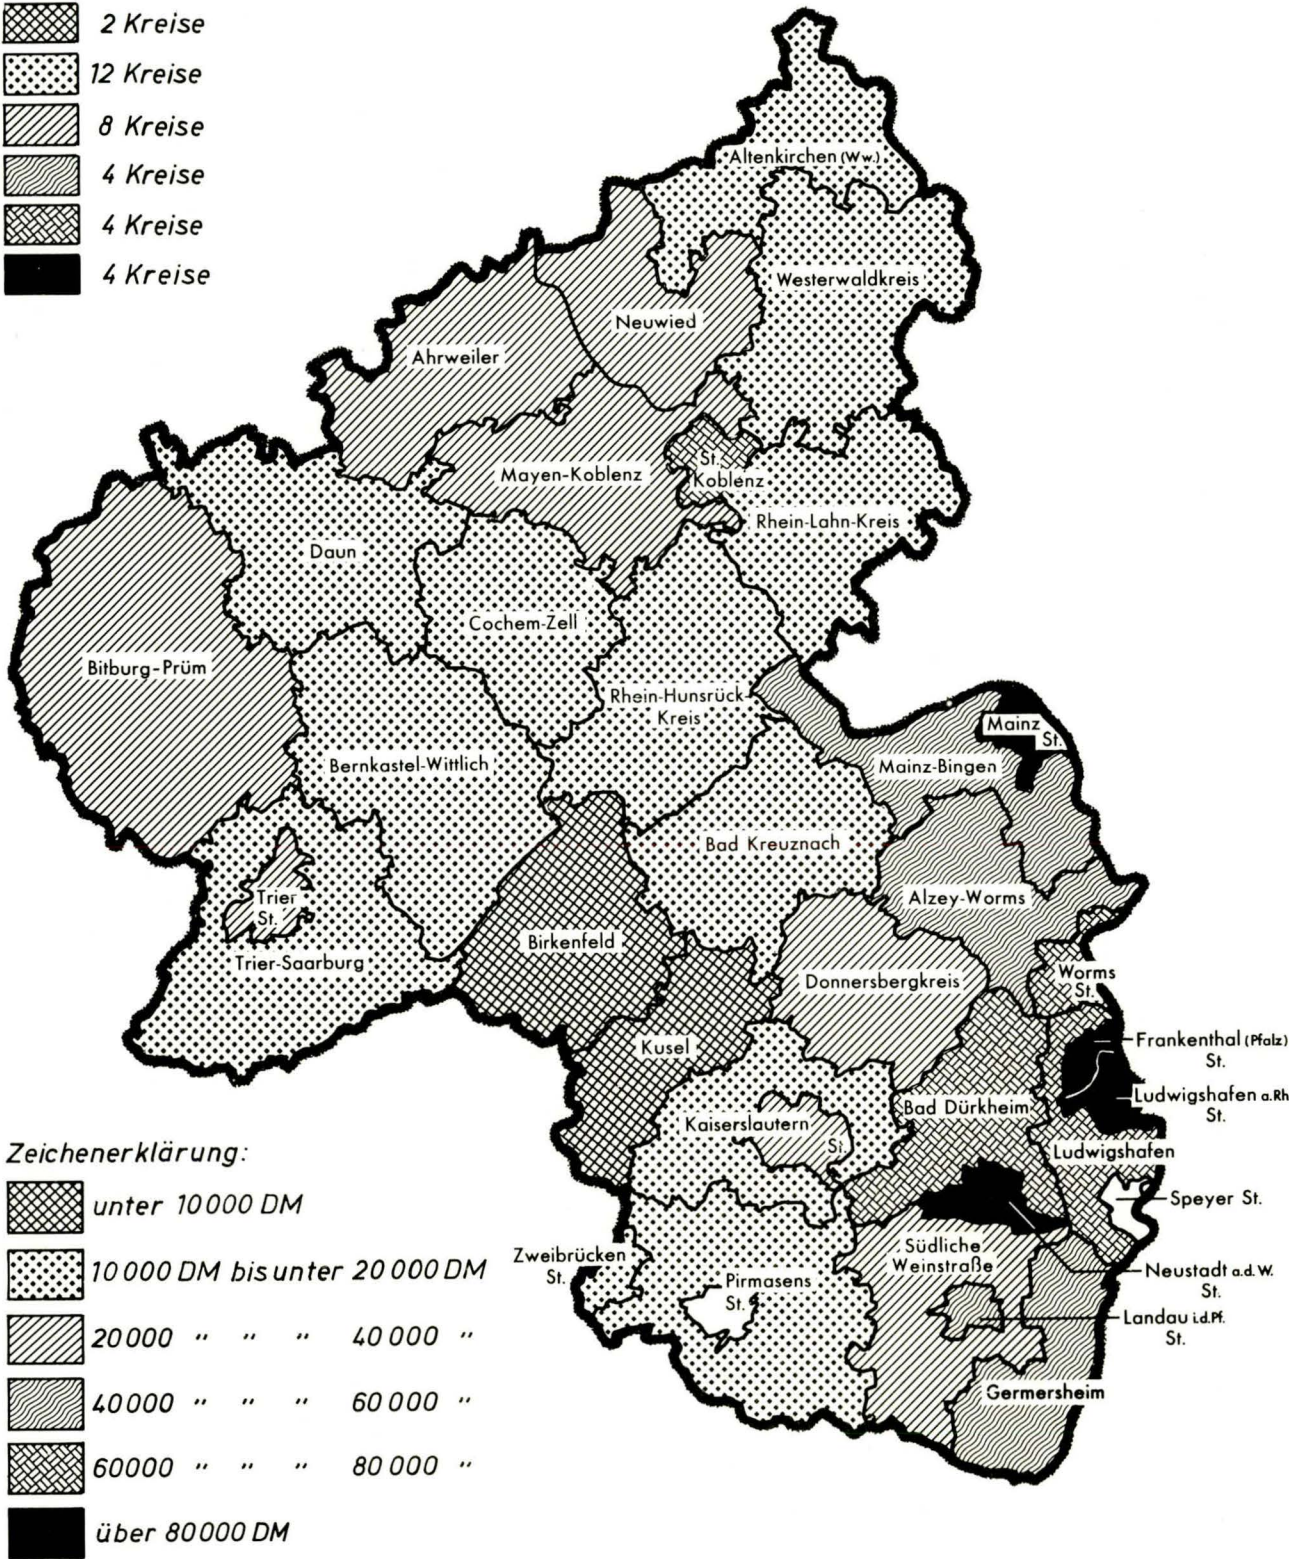 2 Kreise
12 Kreise
8 Kreise
4 Kreise
4 Kreise
4 Kreise
Altenkirchen (Ww.)
Westerwaldkreis
Neuwied
Ahrweiler
Mayen-Koblenz
St.
Koblenz
Rhein-Lahn-Kreis
Daun
Cochem-Zell
Bitburg-Prüm
Rhein-Hunsrück-
Kreis
Mainz
St.
Bernkastel-Wittlich
Mainz-Bingen
Bad Kreuznach
Trier
St.
Alzey-Worms
Birkenfeld
Trier-Saarburg
Donnersbergkreis
Worms
St.
Kusel
Frankenthal (Pfalz)
St.
Ludwigshafen a.Rh
St.
Bad Dürkheim
Kaiserslautern
St.
Ludwigshafen
Speyer St.
Zweibrücken
St.
Südliche
Weinstraße
Pirmasens
St.
Neustadt a.d.W.
St.
Landau i.d.Pf.
St.
Germersheim
Zeichenerklärung:
unter 10000 DM
10000 DM bis unter 20000 DM
20000 " " " 40000 "
40000 " " " 60000 "
60000 " " " 80000 "
über 80000 DM